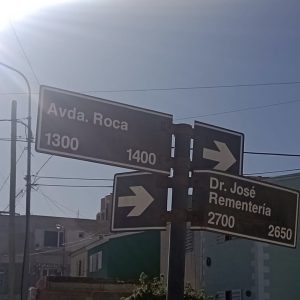 Avda. Roca
1300 1400
Dr. José
Rementería
2700 2650